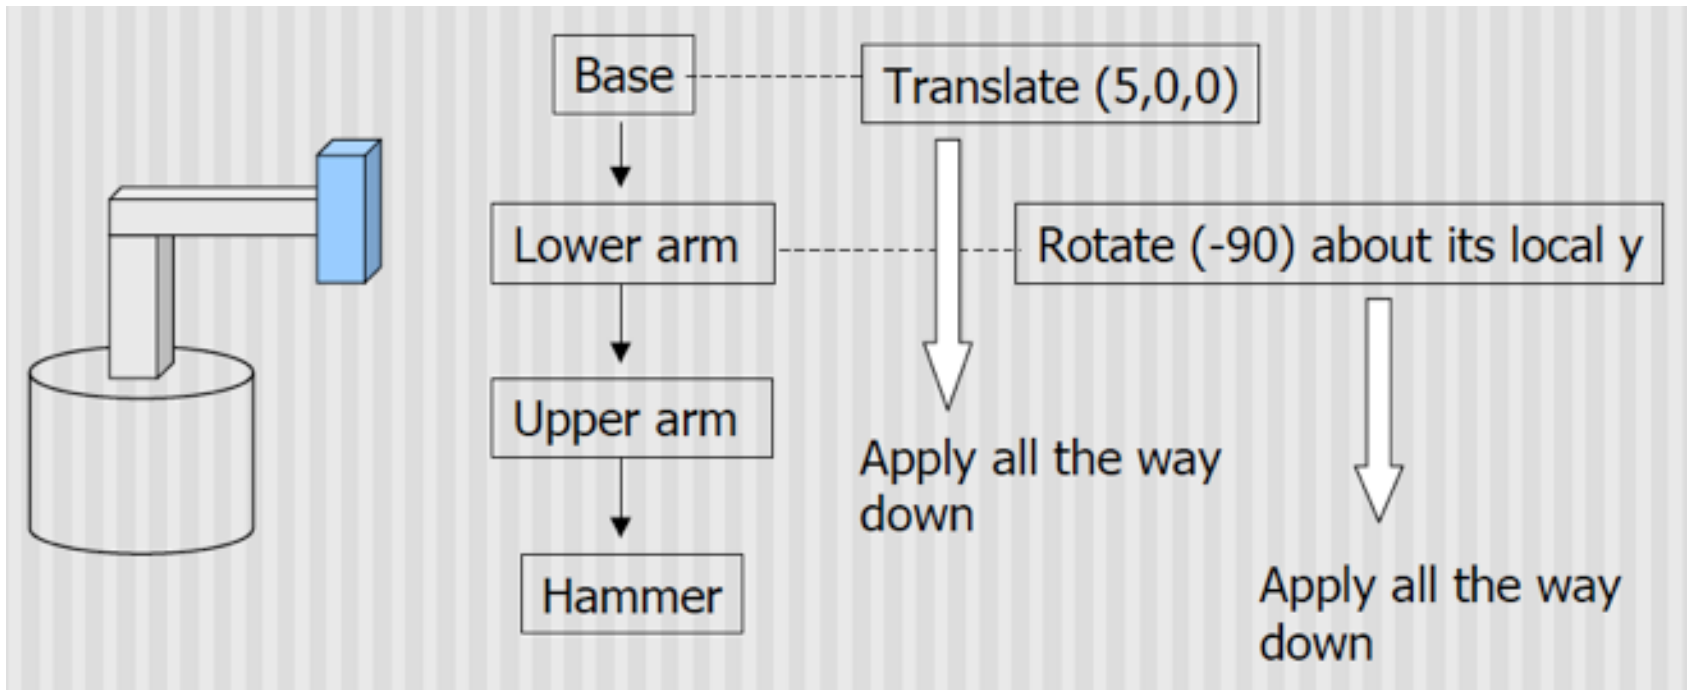 Base
Translate (5,0,0)
Lower arm
Rotate (-90) about its local y
Upper arm
Apply all the way
down
Hammer
Apply all the way
down